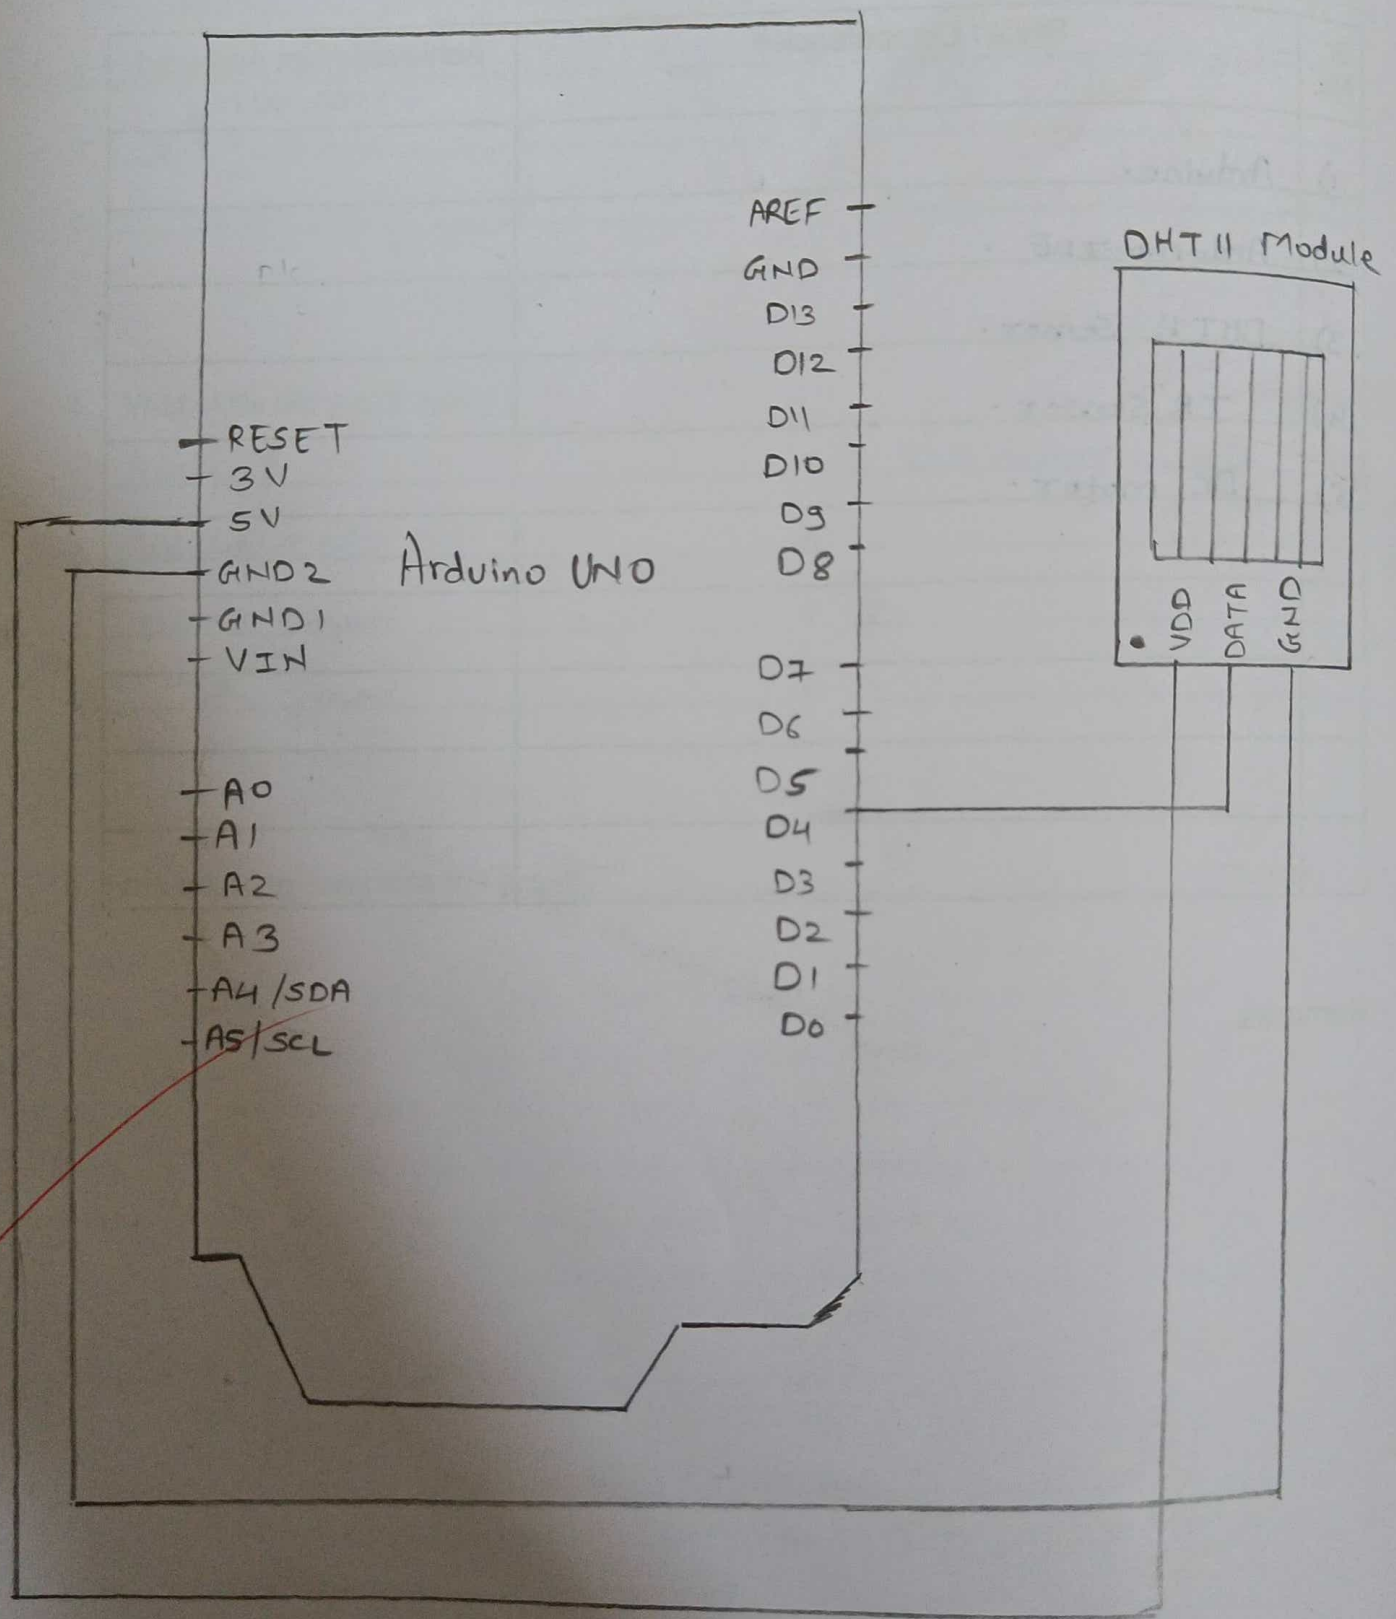 AREF
DHT11 Module
GND
D13
D12
D11
RESET
D10
3V
5V
D9
GND2
Arduino UNO
D8
GND1
VDD
DATA
GND
VIN
D7
D6
A0
D5
A1
D4
A2
D3
A3
D2
A4/SDA
D1
A5/SCL
D0